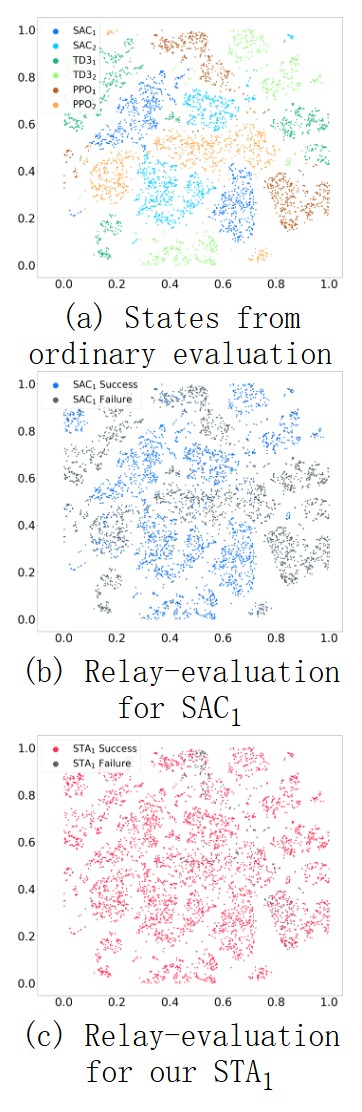 SAC1
SAC2
TD31
TD32
PPO1
PPO2
1.0
0.8
0.6
0.4
0.2
0.0
0.0 0.2 0.4 0.6 0.8 1.0
(a) States from
ordinary evaluation
SAC1 Success
SAC1 Failure
1.0
0.8
0.6
0.4
0.2
0.0
0.0 0.2 0.4 0.6 0.8 1.0
(b) Relay-evaluation
for SAC1
STA1 Success
STA1 Failure
1.0
0.8
0.6
0.4
0.2
0.0
0.0 0.2 0.4 0.6 0.8 1.0
(c) Relay-evaluation
for our STA1